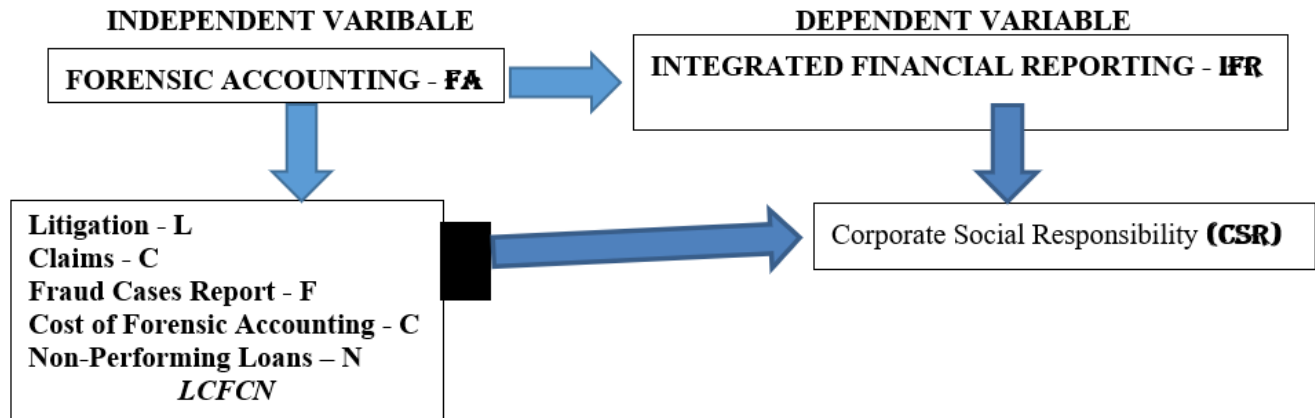 INDEPENDENT VARIBALE
DEPENDENT VARIABLE
FORENSIC ACCOUNTING - FA
INTEGRATED FINANCIAL REPORTING - IFR
Litigation - L
Claims - C
Fraud Cases Report - F
Cost of Forensic Accounting - C
Non-Performing Loans – N
LCFCN
Corporate Social Responsibility (CSR)